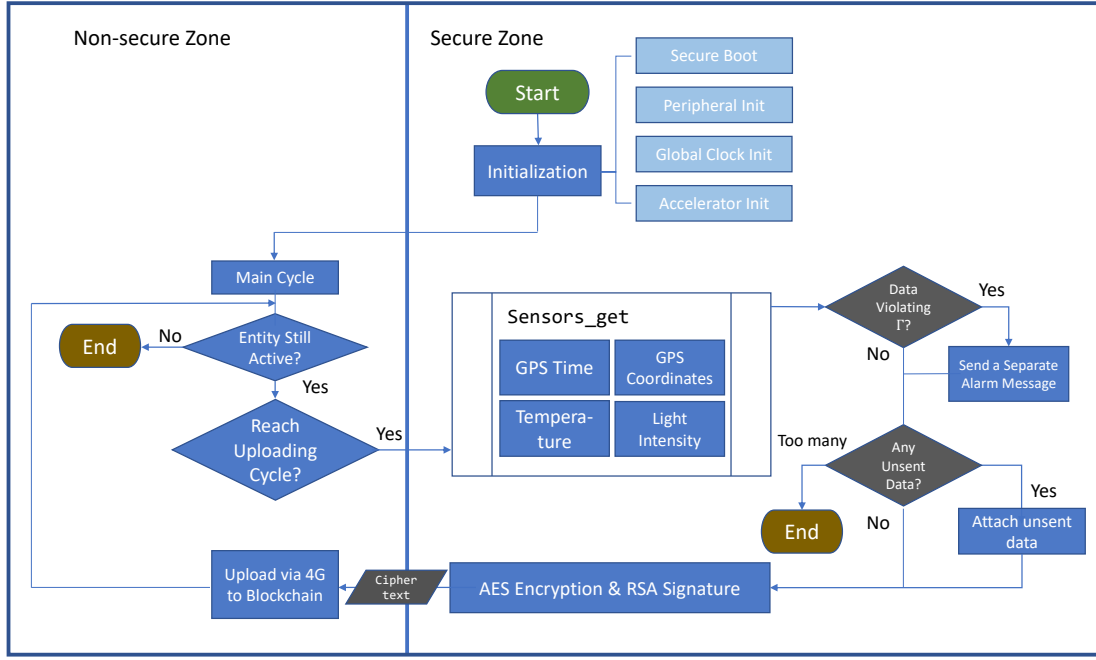 Non-secure Zone
Secure Zone
Secure Boot
Start
Peripheral Init
Global Clock Init
Initialization
Accelerator Init
Main Cycle
Data
Violating
Γ?
Yes
Sensors_get
No
Entity Still
Active?
End
GPS Time
GPS
Coordinates
No
Send a Separate
Alarm Message
Yes
Tempera-
ture
Light
Intensity
Reach
Uploading
Cycle?
Yes
Too many
Any
Unsent
Data?
Yes
End
No
Attach unsent
data
Upload via 4G
to Blockchain
Cipher
text
AES Encryption & RSA Signature